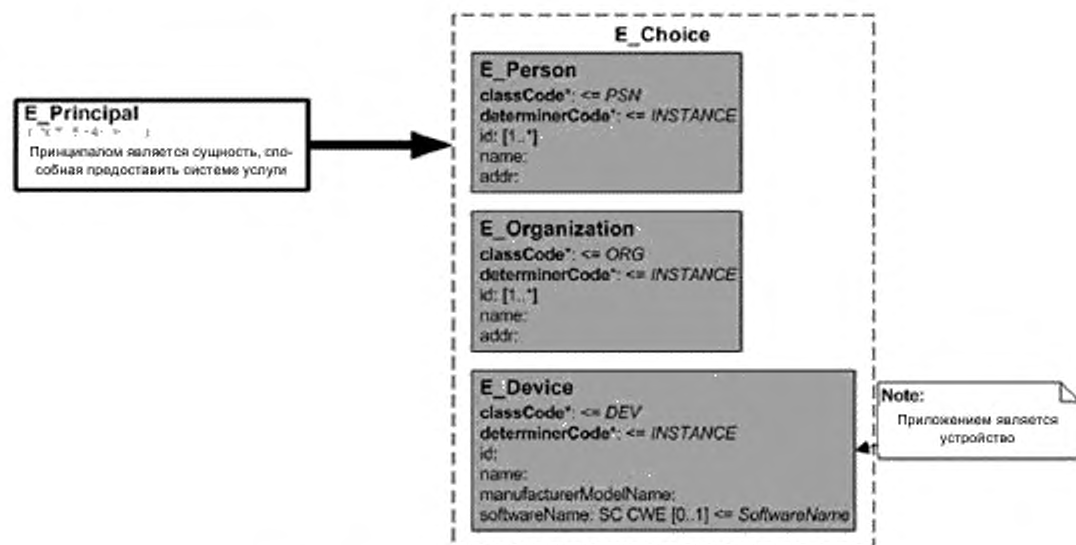 E_Choice
E_Person
classCode*: <= PSN
determinerCode*: <= INSTANCE
id: [1..*]
name:
addr:
E_Principal
Принципалом является сущность, спо-
собная предоставить системе услуги
E_Organization
classCode*: <= ORG
determinerCode*: <= INSTANCE
id: [1..*]
name:
addr:
E_Device
classCode*: <= DEV
determinerCode*: <= INSTANCE
id:
name:
manufacturerModelName:
softwareName: SC CWE [0..1] <= SoftwareName
Note:
Приложением является
устройство